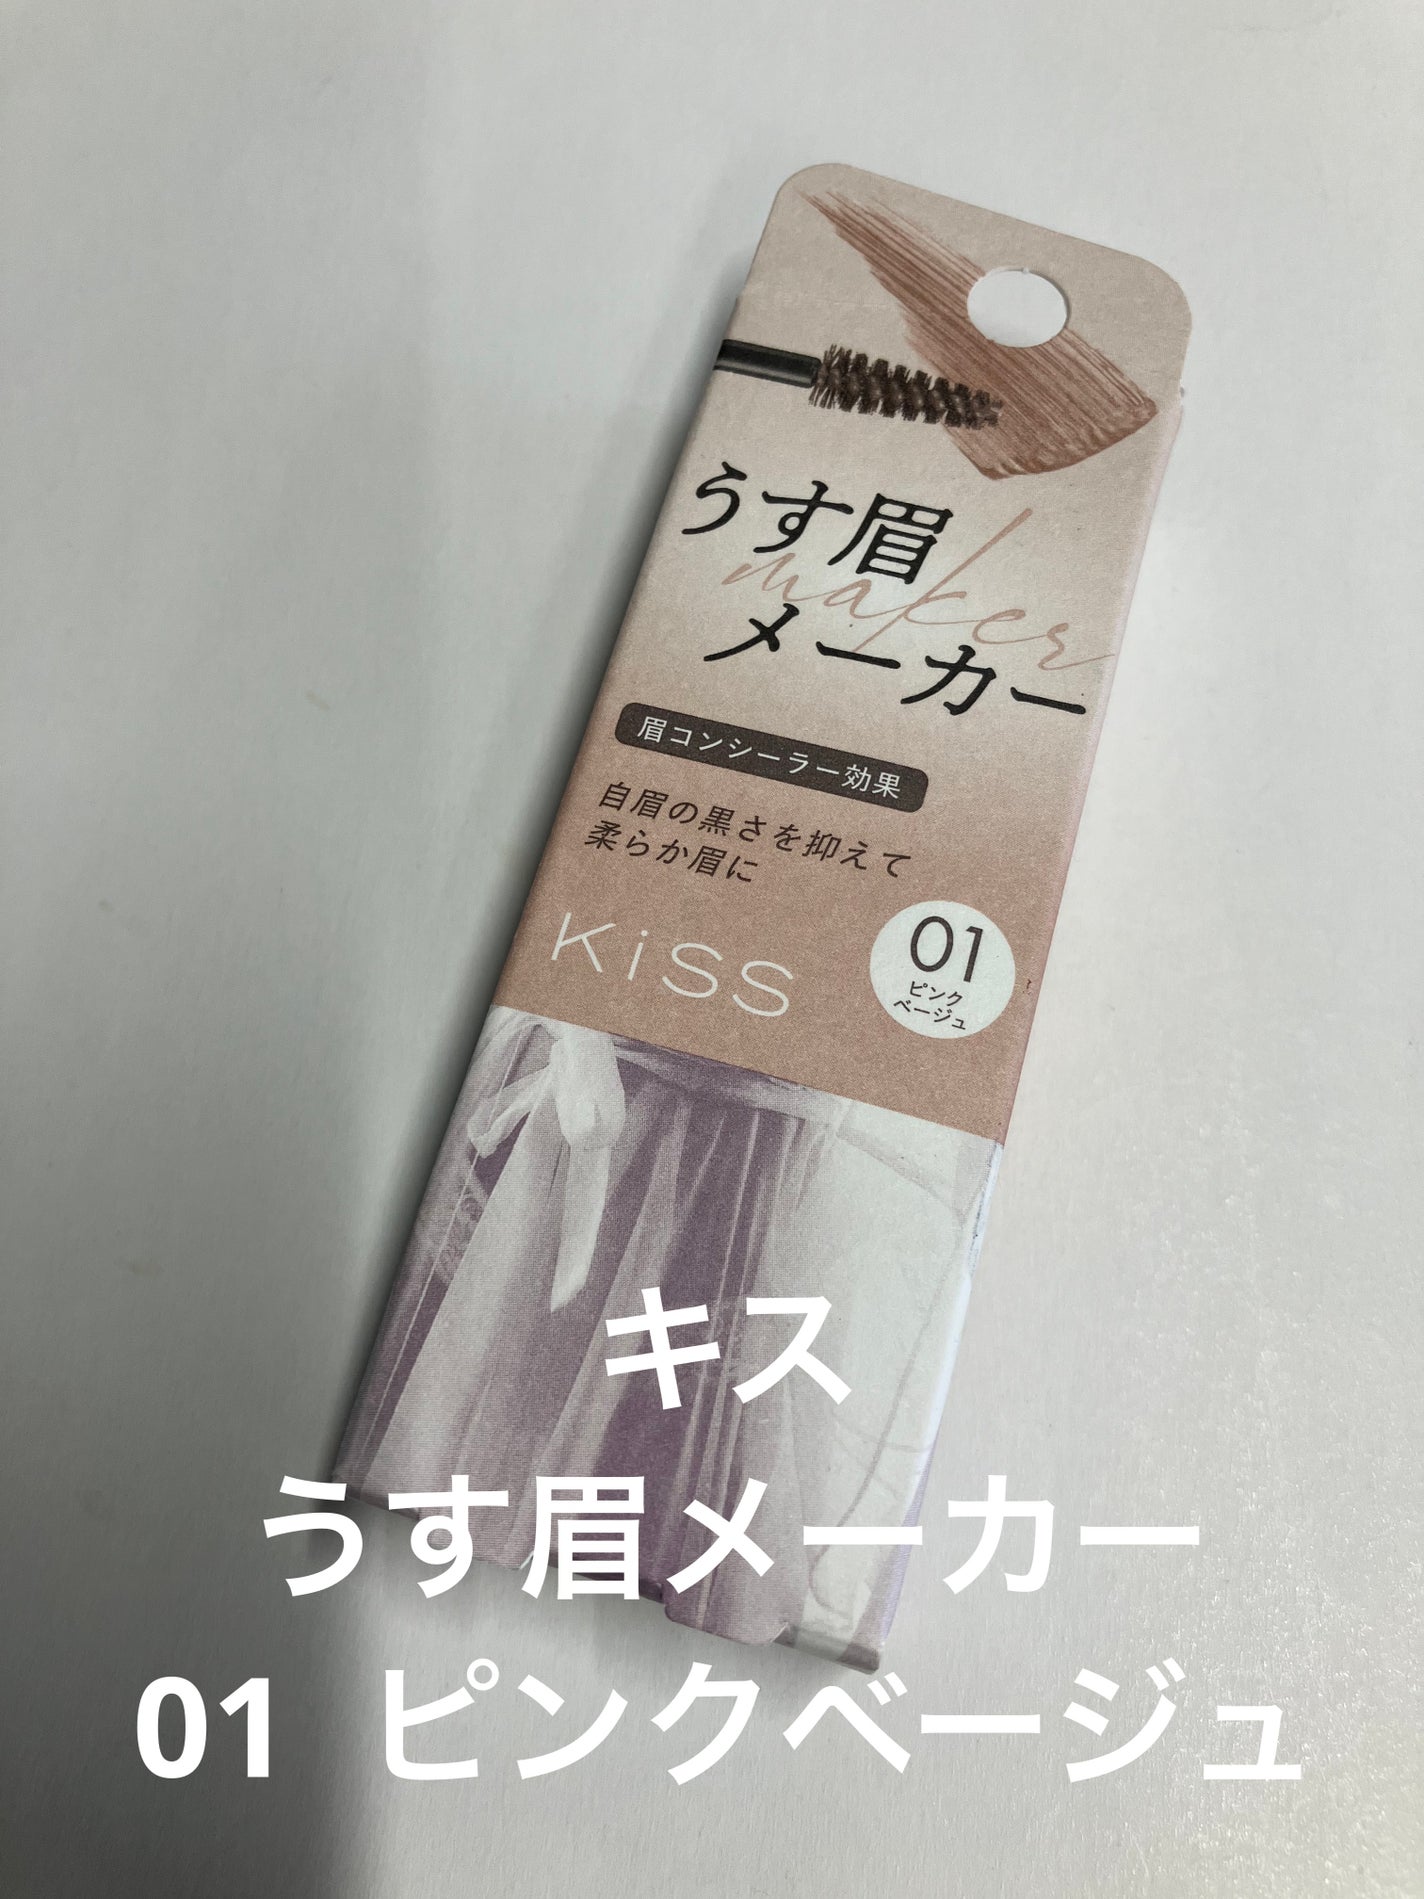 うす眉
maker
メーカー
眉コンシーラー効果
自眉の黒さを抑えて
柔らか眉に
KiSS
01
ピンク
ベージュ
キス
うす眉メーカー
01 ピンクベージュ